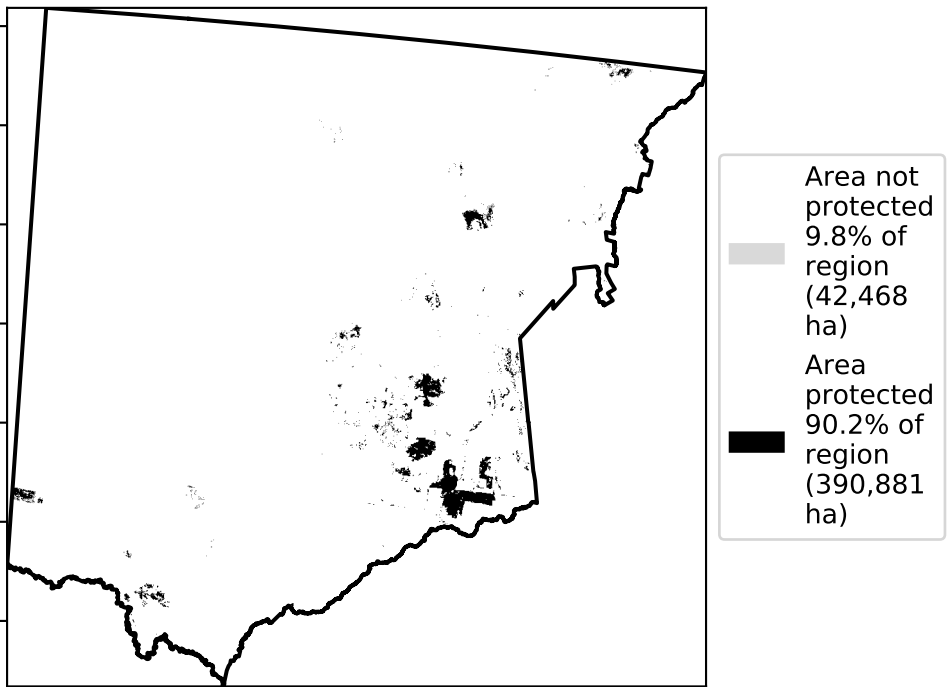 Area not
protected
9.8% of
region
(42,468
ha)
Area
protected
90.2% of
region
(390,881
ha)